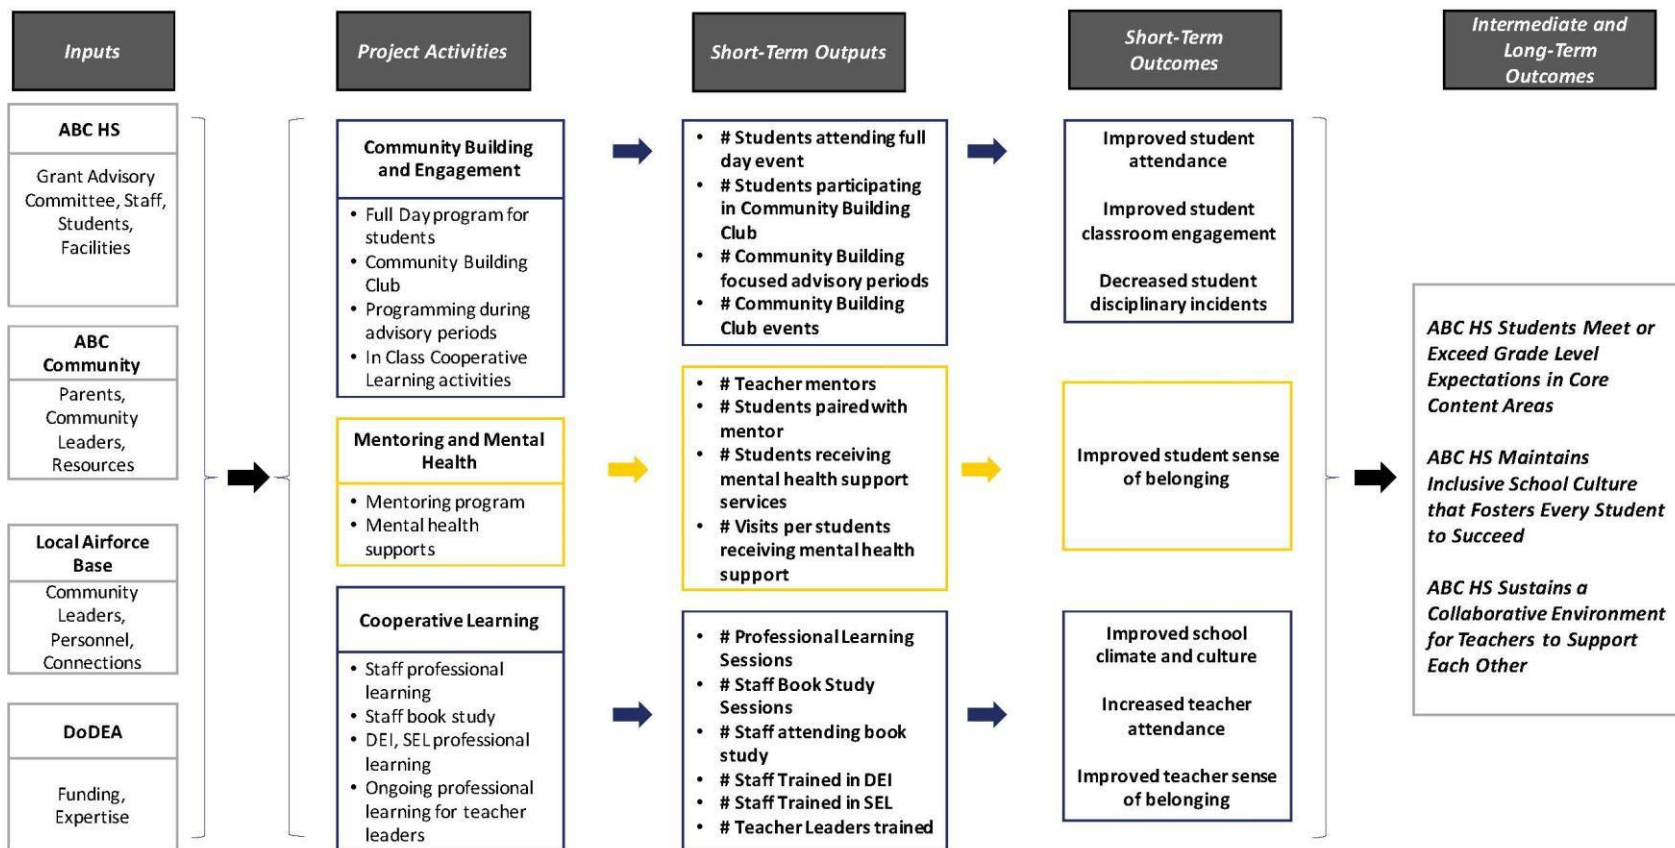 Inputs
Project Activities
Short-Term Outputs
Short-Term
Outcomes
Intermediate and
Long-Term
Outcomes
ABC HS
Grant Advisory
Committee, Staff,
Students,
Facilities
ABC
Community
Parents,
Community
Leaders,
Resources
Local Airforce
Base
Community
Leaders,
Personnel,
Connections
DoDEA
Funding,
Expertise
Community Building
and Engagement
• Full Day program for
students
• Community Building
Club
• Programming during
advisory periods
• In Class Cooperative
Learning activities
Mentoring and Mental
Health
• Mentoring program
• Mental health
supports
Cooperative Learning
• Staff professional
learning
• Staff book study
• DEI, SEL professional
learning
• Ongoing professional
learning for teacher
leaders
• # Students attending full
day event
• # Students participating
in Community Building
Club
• # Community Building
focused advisory periods
• # Community Building
Club events
• # Teacher mentors
• # Students paired with
mentor
• # Students receiving
mental health support
services
• # Visits per students
receiving mental health
support
• # Professional Learning
Sessions
• # Staff Book Study
Sessions
• # Staff attending book
study
• # Staff Trained in DEI
• # Staff Trained in SEL
• # Teacher Leaders trained
Improved student
attendance
Improved student
classroom engagement
Decreased student
disciplinary incidents
Improved student sense
of belonging
Improved school
climate and culture
Increased teacher
attendance
Improved teacher sense
of belonging
ABC HS Students Meet or
Exceed Grade Level
Expectations in Core
Content Areas
ABC HS Maintains
Inclusive School Culture
that Fosters Every Student
to Succeed
ABC HS Sustains a
Collaborative Environment
for Teachers to Support
Each Other